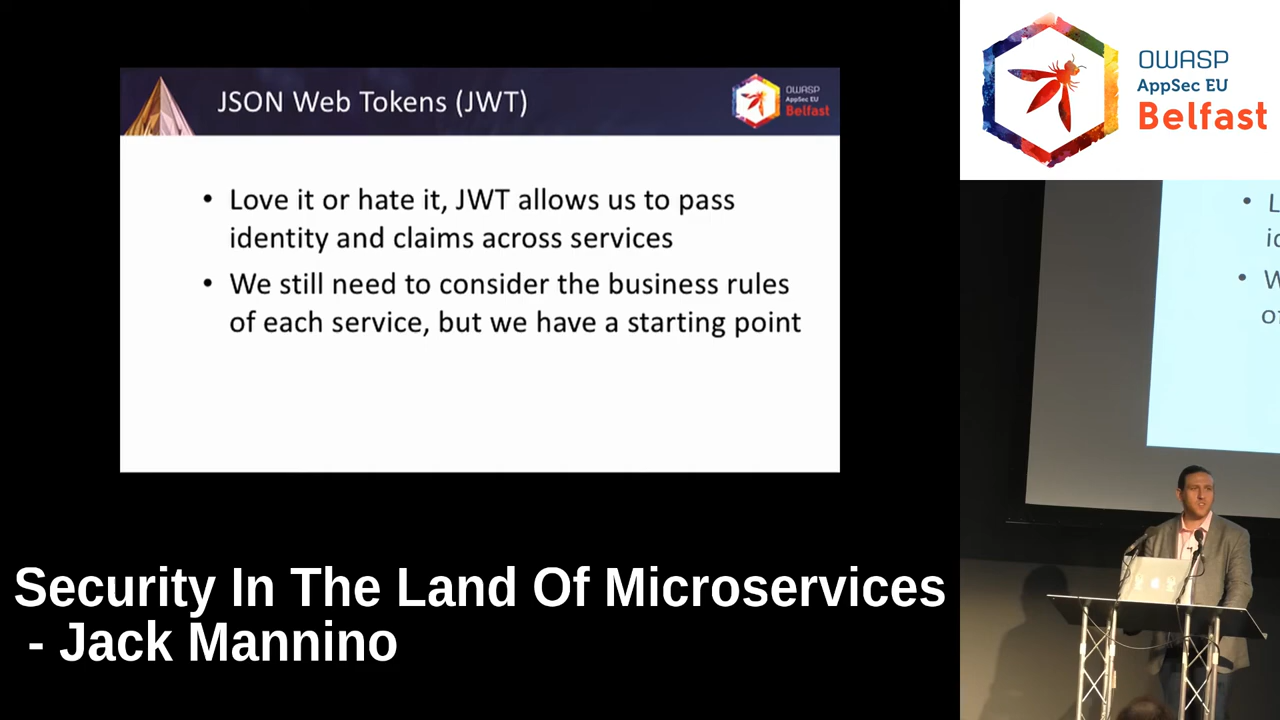 JSON Web Tokens (JWT)
OWASP
AppSec EU
Belfast
• Love it or hate it, JWT allows us to pass
identity and claims across services
• We still need to consider the business rules
of each service, but we have a starting point
Security In The Land Of Microservices
- Jack Mannino
OWASP
AppSec EU
Belfast
• L
id
• W
of